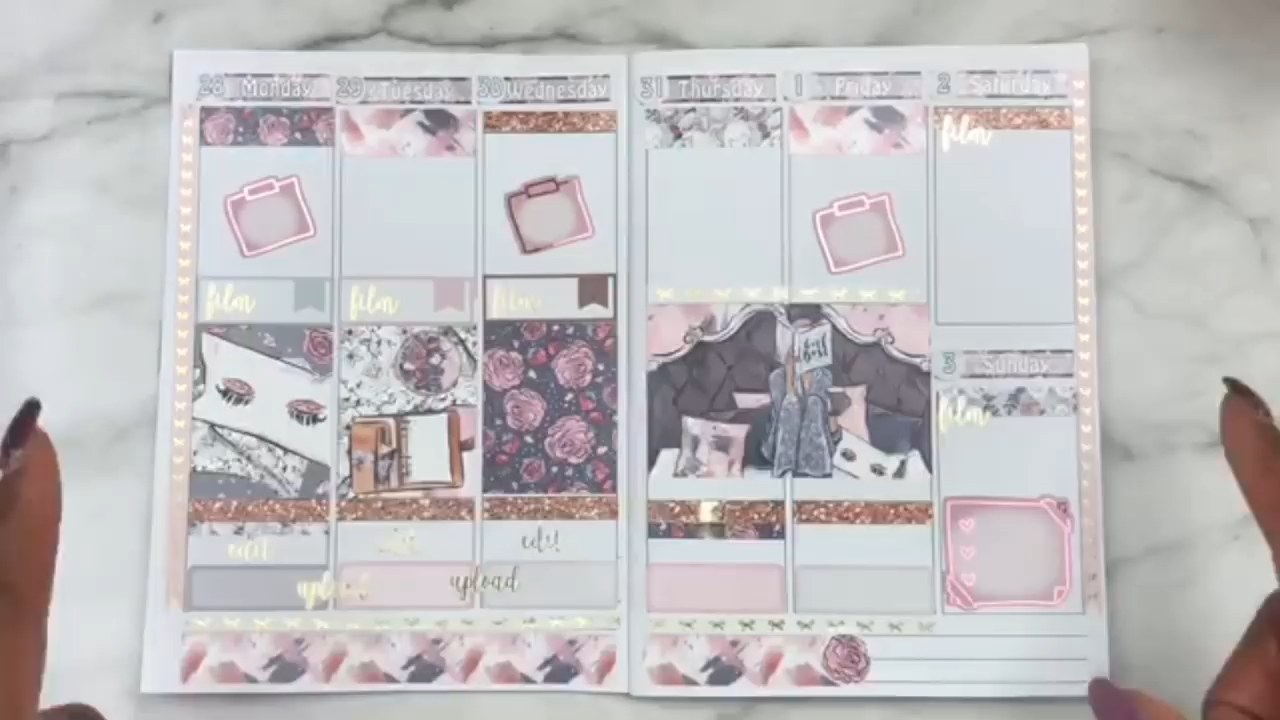 28 Monday 29 Tuesday 30 Wednesday 31 Thursday 1 Friday 2 Saturday
film
film film film
3 Sunday
film
edit edit edit
upload upload